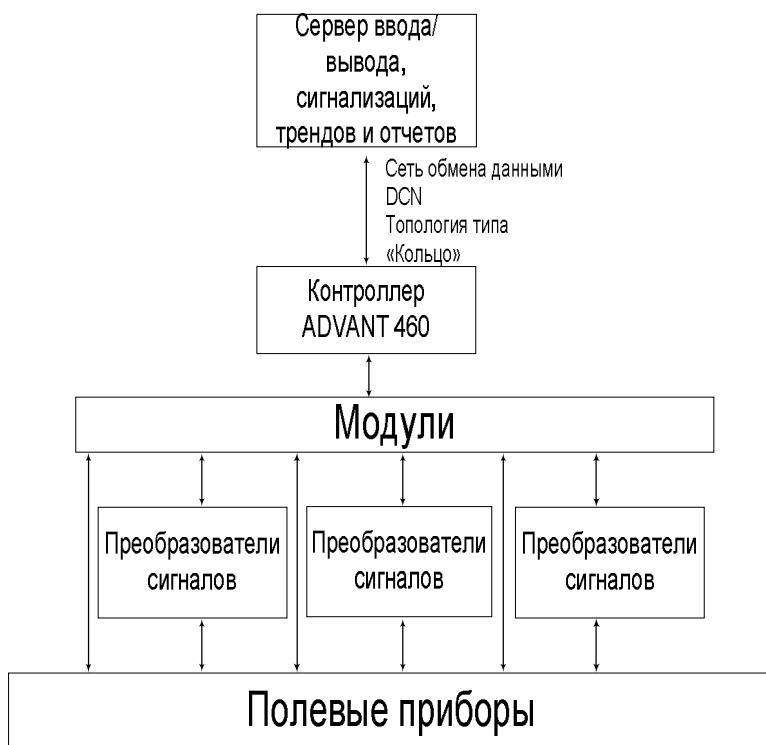 Сервер ввода/
вывода,
сигнализаций,
трендов и отчетов
Сеть обмена данными
DCN
Топология типа
«Кольцо»
Контроллер
ADVANT 460
Модули
Преобразователи
сигналов
Преобразователи
сигналов
Преобразователи
сигналов
Полевые приборы